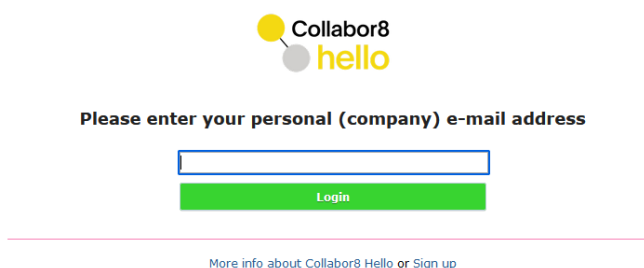 Collabor8
hello
Please enter your personal (company) e-mail address
Login
More info about Collabor8 Hello or Sign up